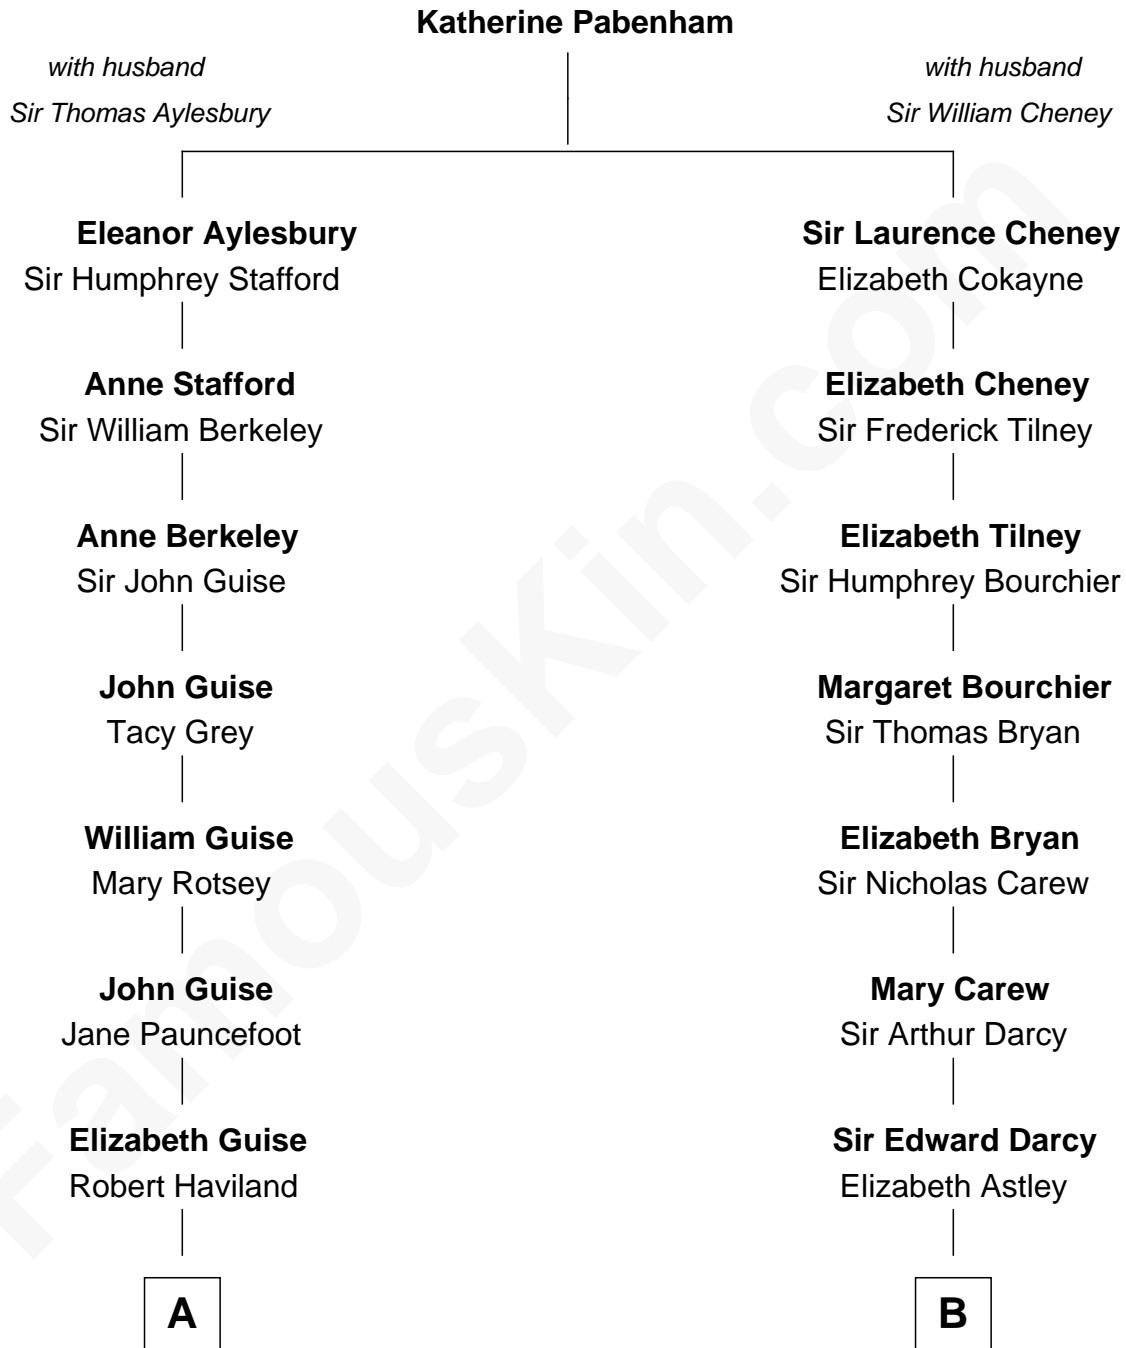 Katherine Pabenham
with husband
Sir Thomas Aylesbury
with husband
Sir William Cheney
Eleanor Aylesbury
Sir Humphrey Stafford
Sir Laurence Cheney
Elizabeth Cokayne
Anne Stafford
Sir William Berkeley
Elizabeth Cheney
Sir Frederick Tilney
Anne Berkeley
Sir John Guise
Elizabeth Tilney
Sir Humphrey Bourchier
John Guise
Tacy Grey
Margaret Bourchier
Sir Thomas Bryan
William Guise
Mary Rotsey
Elizabeth Bryan
Sir Nicholas Carew
John Guise
Jane Pauncefoot
Mary Carew
Sir Arthur Darcy
Elizabeth Guise
Robert Haviland
Sir Edward Darcy
Elizabeth Astley
A
B
FamousKin.com